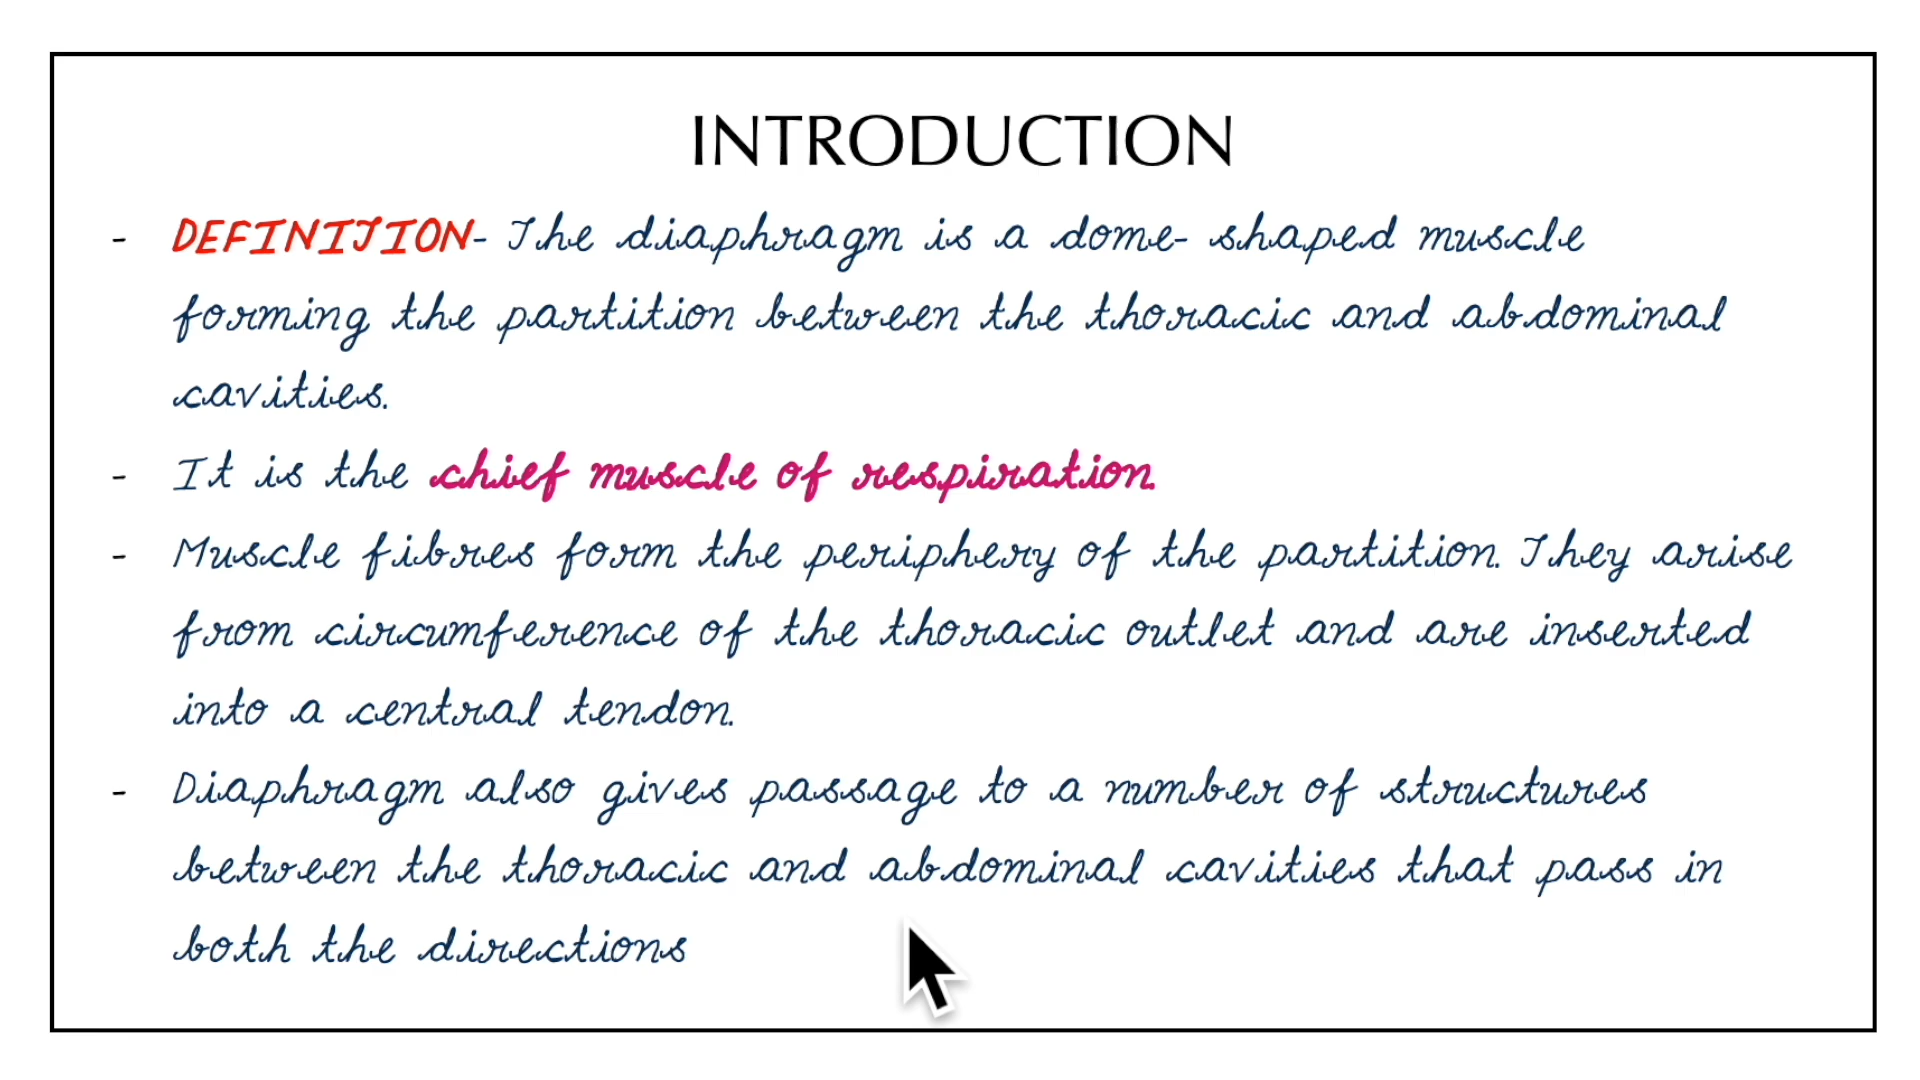 INTRODUCTION
- DEFINITION- The diaphragm is a dome- shaped muscle
forming the partition between the thoracic and abdominal
cavities.
- It is the chief muscle of respiration.
- Muscle fibres form the periphery of the partition. They arise
from circumference of the thoracic outlet and are inserted
into a central tendon.
- Diaphragm also gives passage to a number of structures
between the thoracic and abdominal cavities that pass in
both the directions